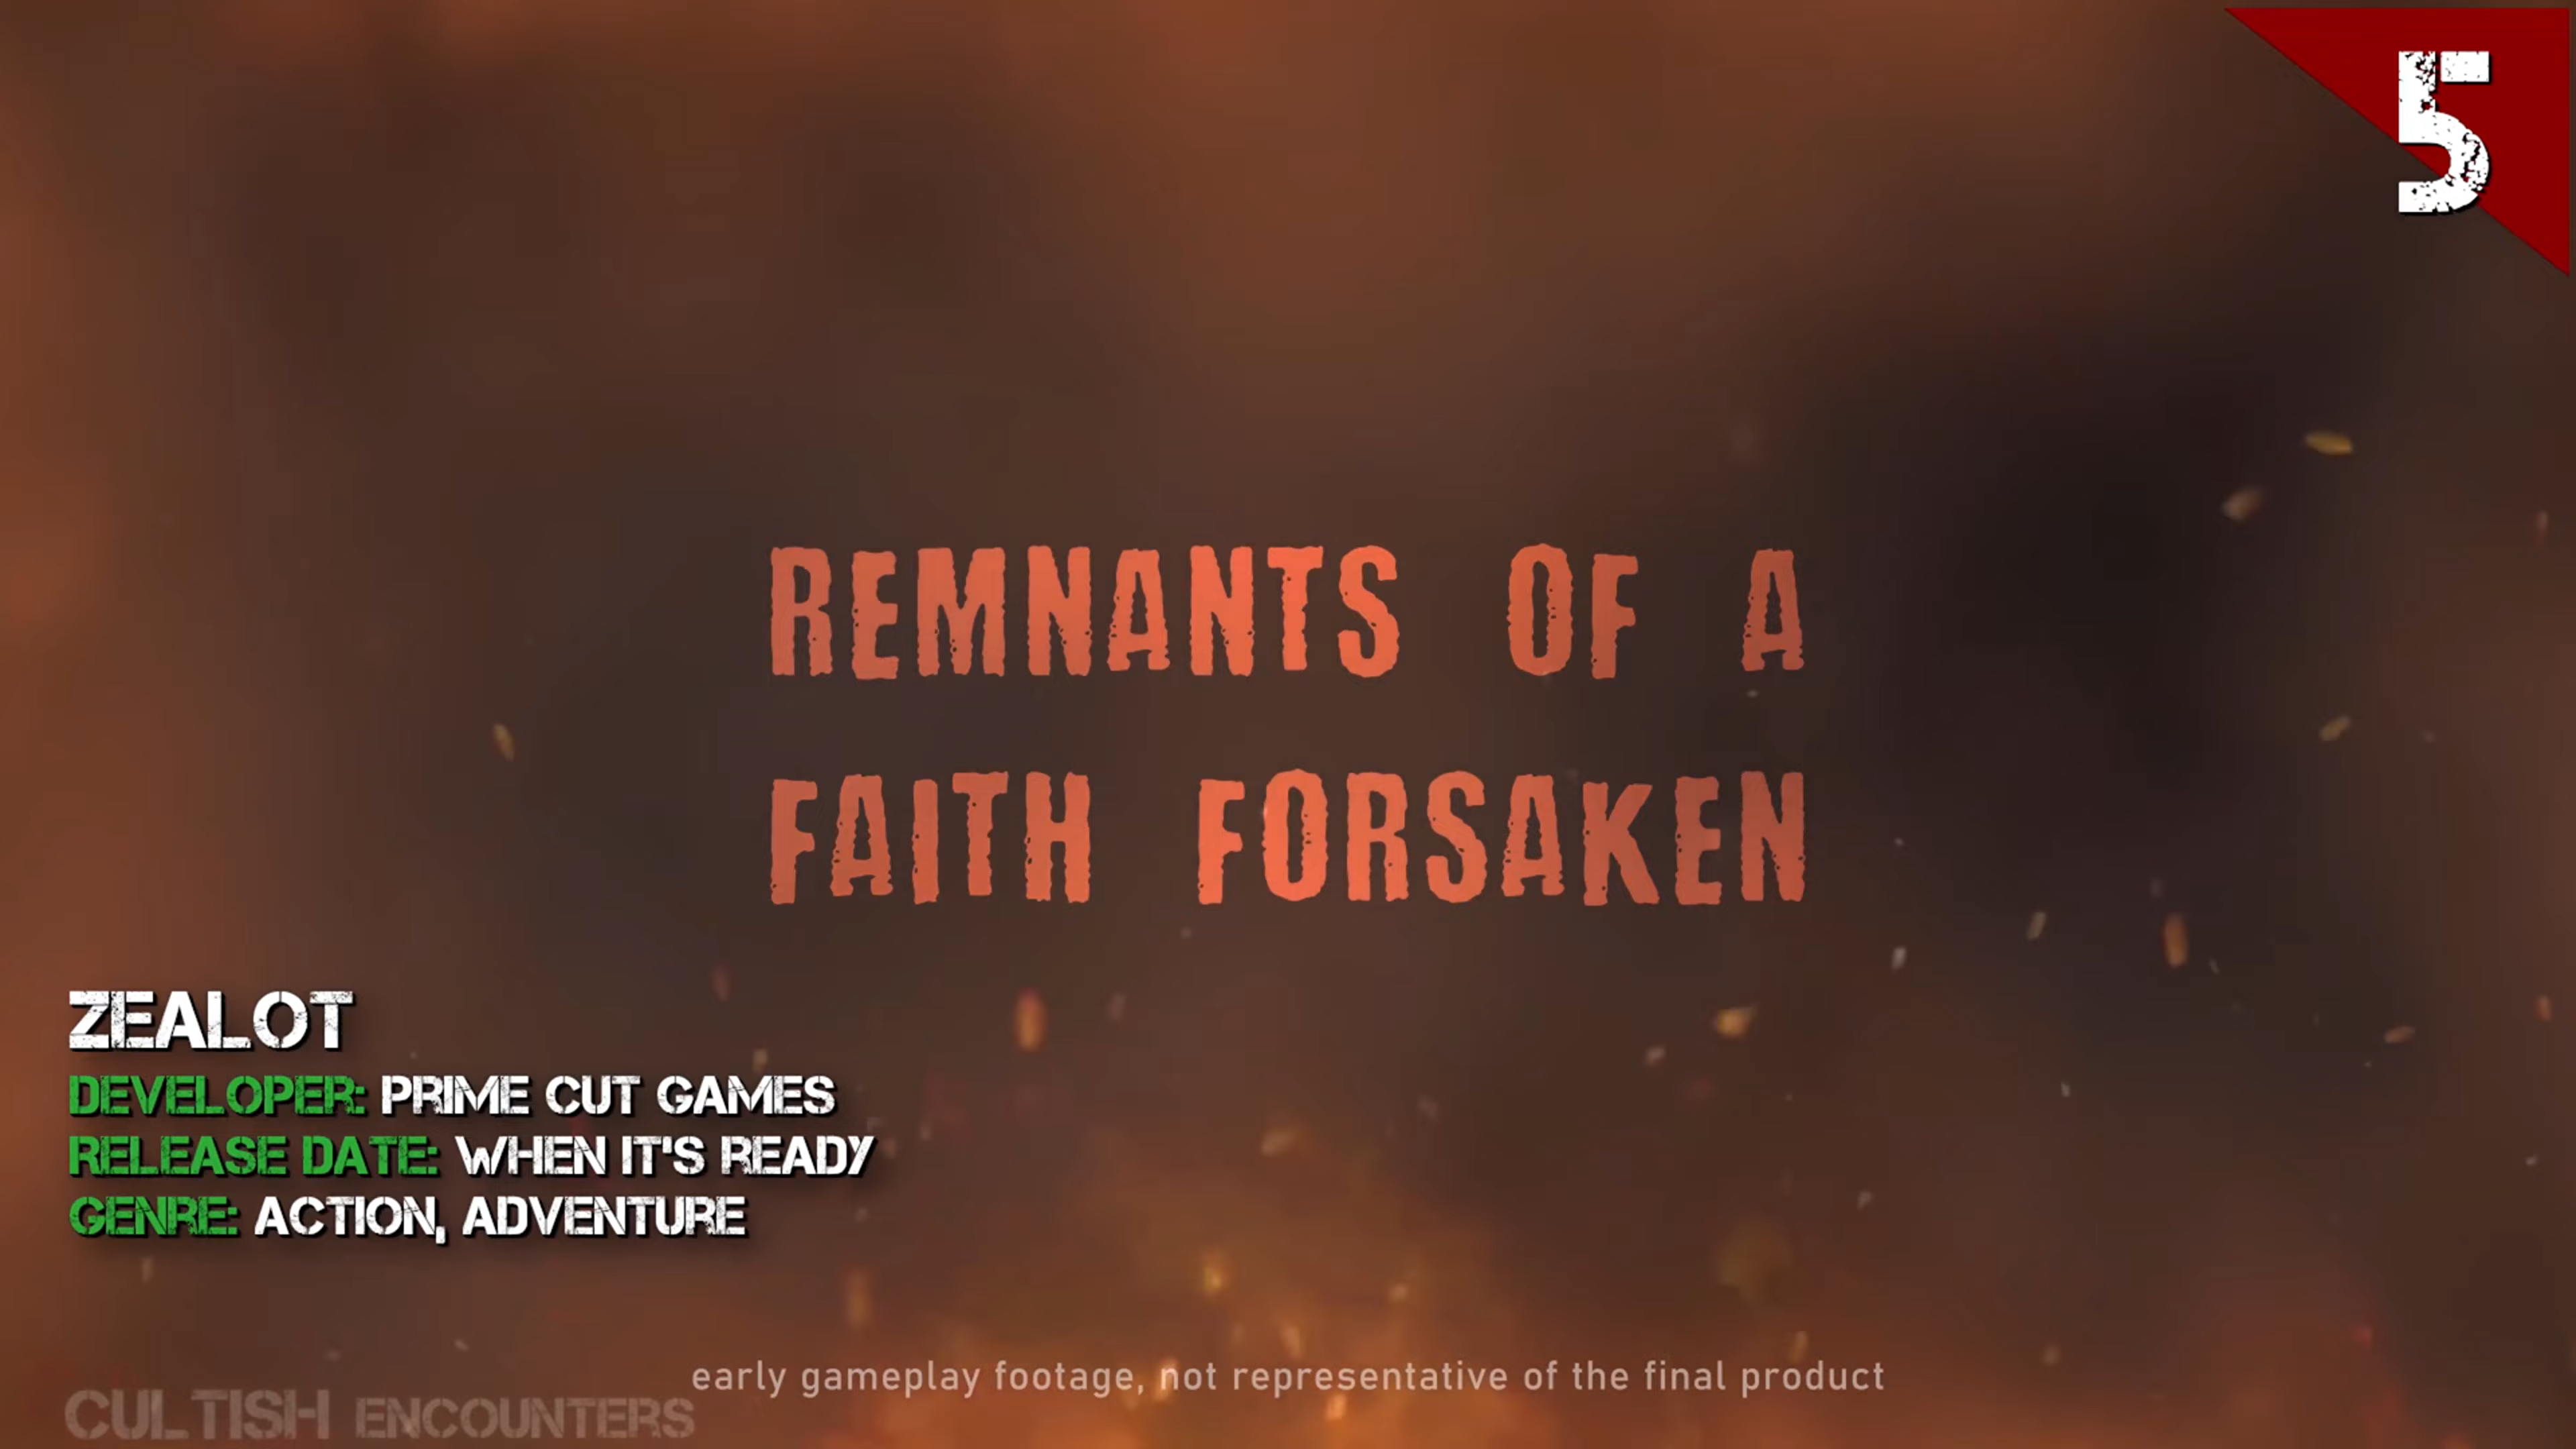 5
REMNANTS OF A
FAITH FORSAKEN
ZEALOT
DEVELOPER: PRIME CUT GAMES
RELEASE DATE: WHEN IT'S READY
GENRE: ACTION, ADVENTURE
early gameplay footage, not representative of the final product
CULTISH ENCOUNTERS